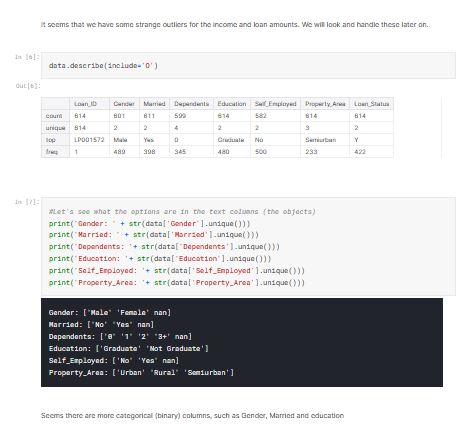 It seems that we have some strange outliers for the income and loan amounts. We will look and handle these later on.
In [6]:
data.describe(include='O')
Out[6]:
Loan_ID Gender Married Dependents Education Self_Employed Property_Area Loan_Status
count 614 601 611 599 614 582 614 614
unique 614 2 2 4 2 2 3 2
top LP001572 Male Yes 0 Graduate No Semiurban Y
freq 1 489 398 345 480 500 233 422
In [7]:
#Let's see what the options are in the text columns (the objects)
print('Gender: ' + str(data['Gender'].unique()))
print('Married: '+ str(data['Married'].unique()))
print('Dependents: '+ str(data['Dependents'].unique()))
print('Education: '+ str(data['Education'].unique()))
print('Self_Employed: '+ str(data['Self_Employed'].unique()))
print('Property_Area: '+ str(data['Property_Area'].unique()))
Gender: ['Male' 'Female' nan]
Married: ['No' 'Yes' nan]
Dependents: ['0' '1' '2' '3+' nan]
Education: ['Graduate' 'Not Graduate']
Self_Employed: ['No' 'Yes' nan]
Property_Area: ['Urban' 'Rural' 'Semiurban']
Seems there are more categorical (binary) columns, such as Gender, Married and education